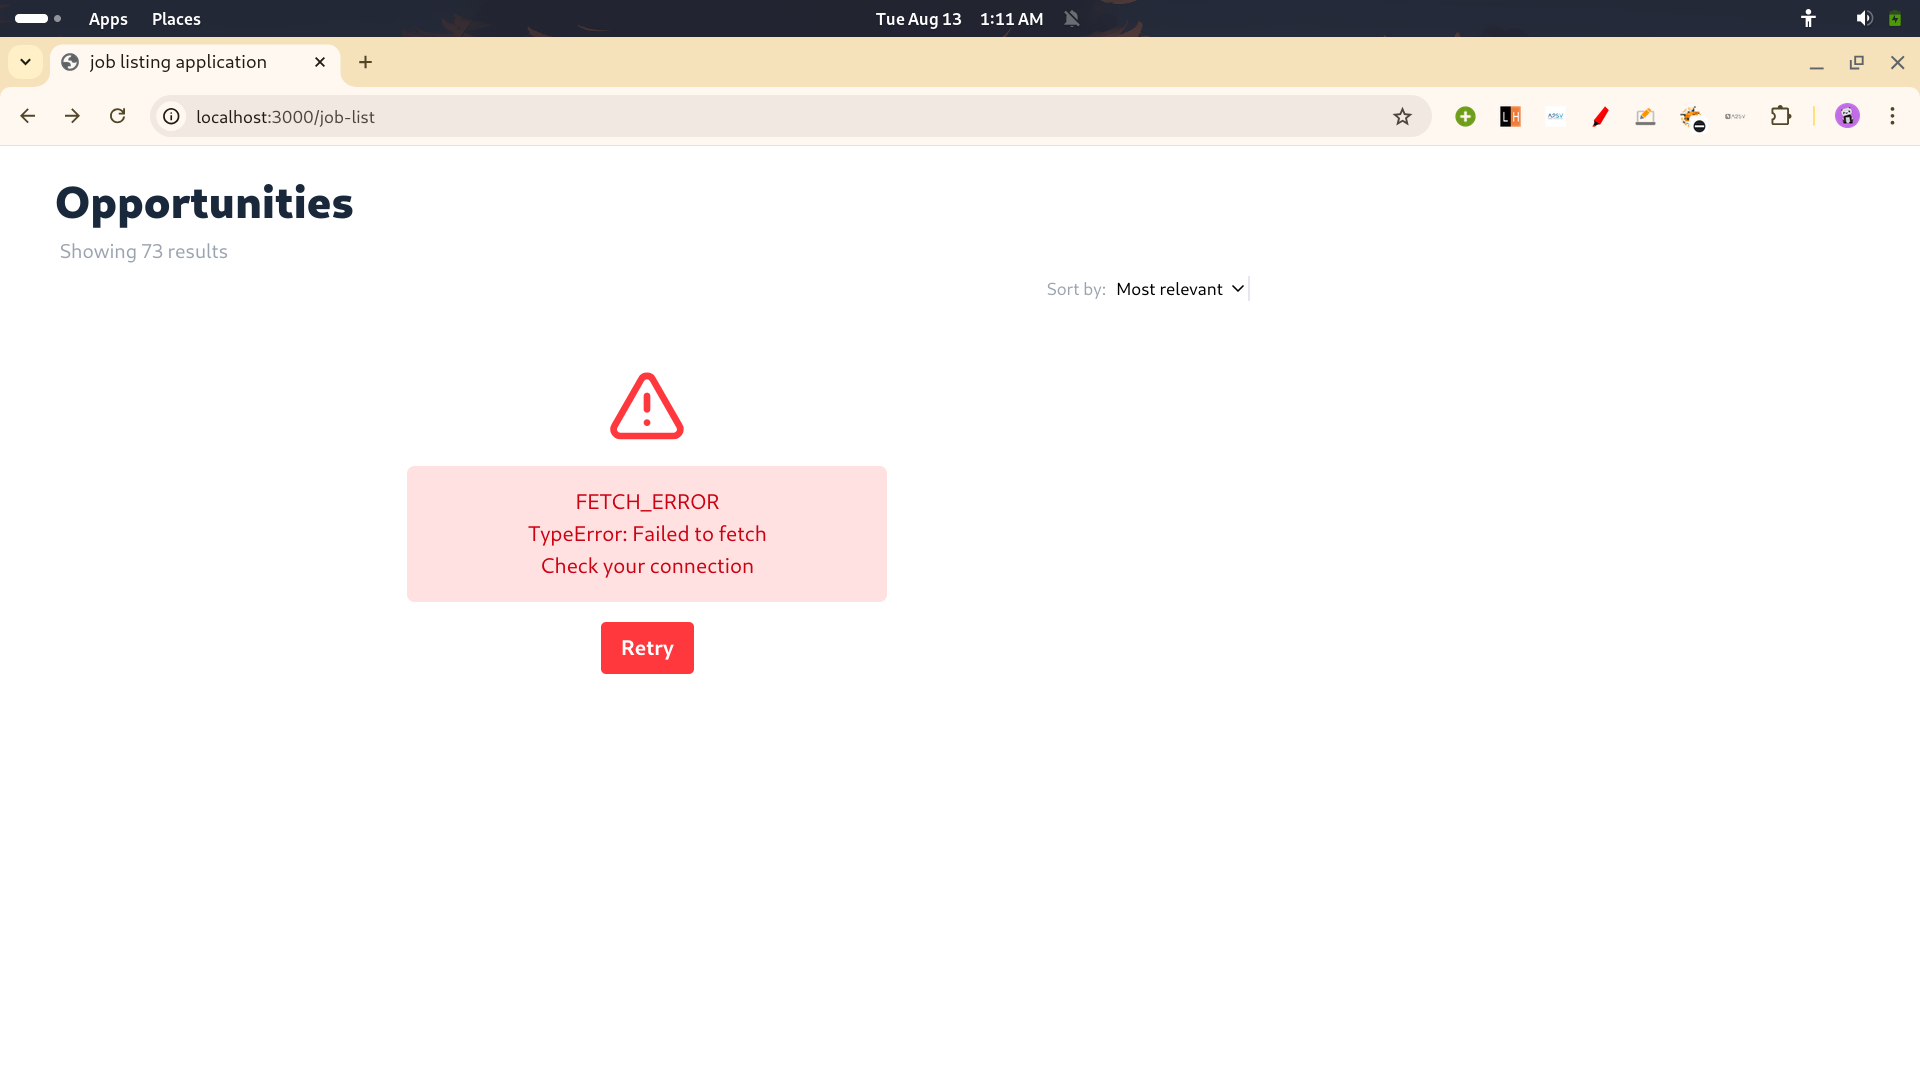 Apps Places Tue Aug 13 1:11 AM
job listing application
localhost:3000/job-list
LH
Opportunities
Showing 73 results
Sort by: Most relevant
FETCH_ERROR
TypeError: Failed to fetch
Check your connection
Retry